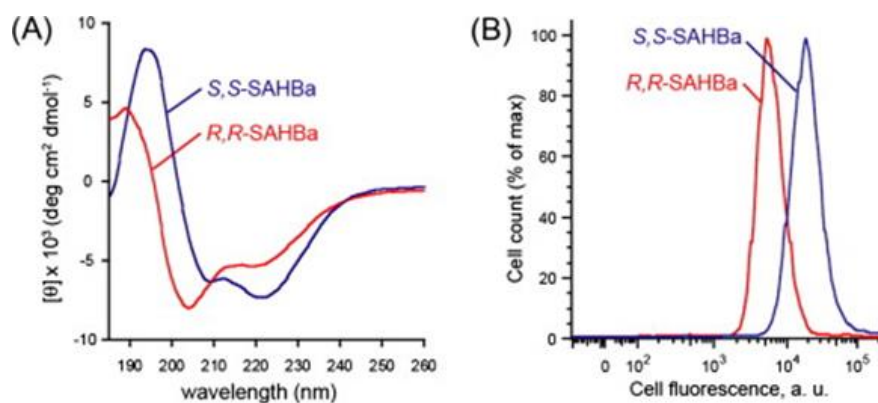 (A)
10
5
0
-5
-10
[θ] x 10³ (deg cm² dmol⁻¹)
S,S-SAHBa
R,R-SAHBa
190 200 210 220 230 240 250 260
wavelength (nm)
(B)
100
80
60
40
20
0
Cell count (% of max)
S,S-SAHBa
R,R-SAHBa
0 10² 10³ 10⁴ 10⁵
Cell fluorescence, a. u.